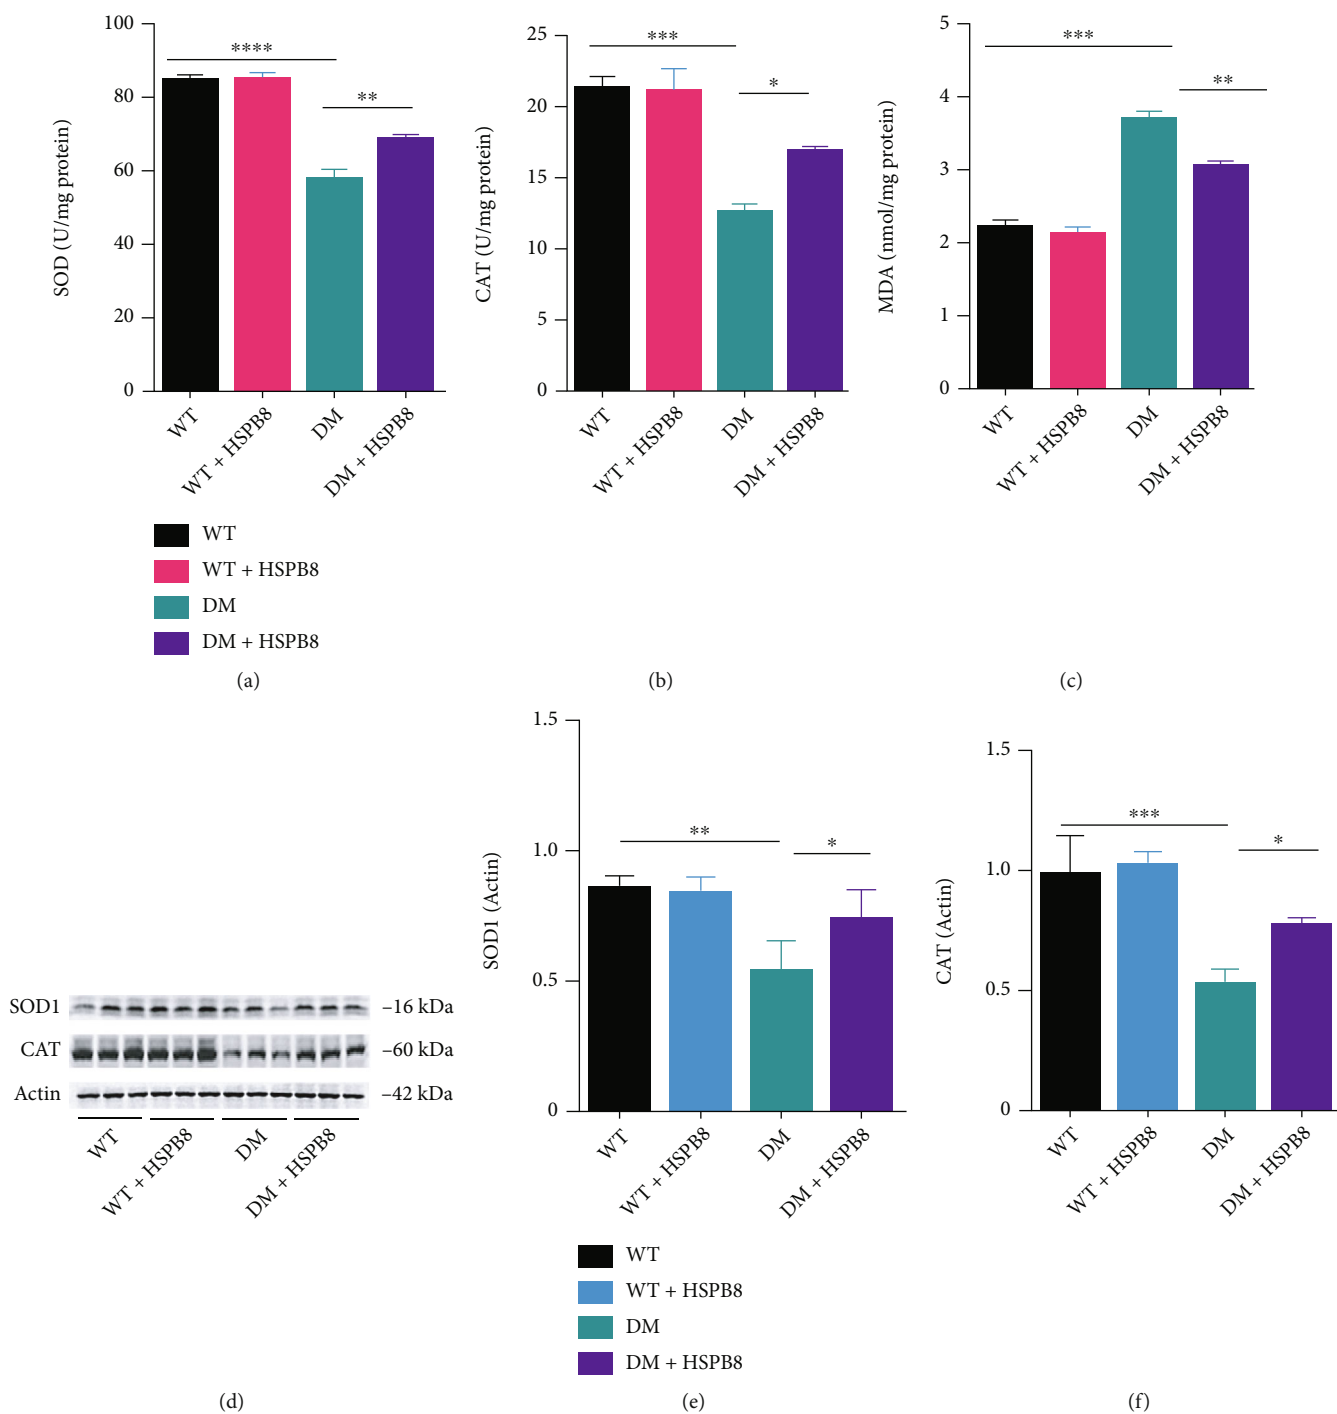 SOD (U/mg protein)
100
80
60
40
20
0
****
**
WT
WT + HSPB8
DM
DM + HSPB8
WT
WT + HSPB8
DM
DM + HSPB8
(a)
CAT (U/mg protein)
25
20
15
10
5
0
***
*
WT
WT + HSPB8
DM
DM + HSPB8
(b)
MDA (nmol/mg protein)
5
4
3
2
1
0
***
**
WT
WT + HSPB8
DM
DM + HSPB8
(c)
SOD1
–16 kDa
CAT
–60 kDa
Actin
–42 kDa
WT
WT + HSPB8
DM
DM + HSPB8
(d)
SOD1 (Actin)
1.5
1.0
0.5
0
**
*
WT
WT + HSPB8
DM
DM + HSPB8
WT
WT + HSPB8
DM
DM + HSPB8
(e)
CAT (Actin)
1.5
1.0
0.5
0
***
*
WT
WT + HSPB8
DM
DM + HSPB8
(f)